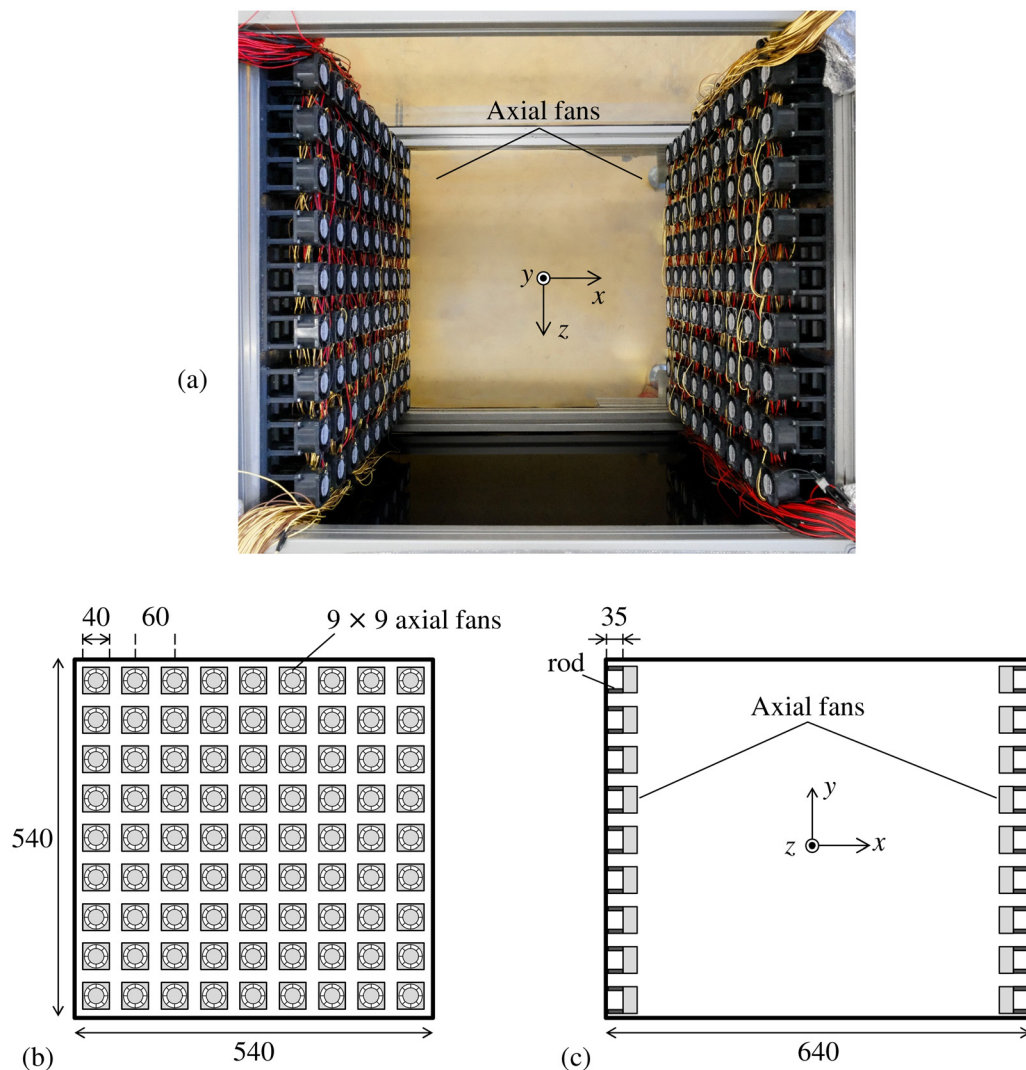 Axial fans
y
x
z
(a)
40
60
9 × 9 axial fans
540
540
(b)
35
rod
Axial fans
y
z
x
640
(c)